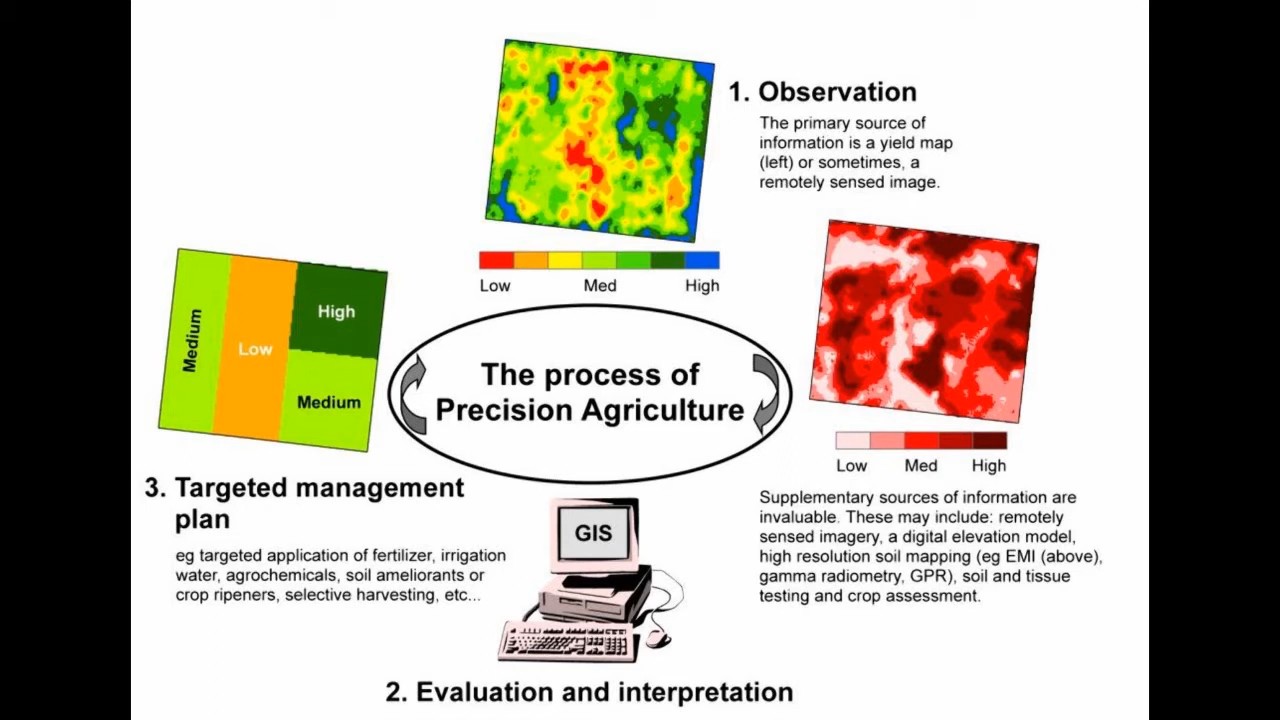 1. Observation
The primary source of
information is a yield map
(left) or sometimes, a
remotely sensed image.
Low Med High
High
Medium
Low
Medium
The process of
Precision Agriculture
Low Med High
Supplementary sources of information are
invaluable. These may include: remotely
sensed imagery, a digital elevation model,
high resolution soil mapping (eg EMI (above),
gamma radiometry, GPR), soil and tissue
testing and crop assessment.
3. Targeted management
plan
eg targeted application of fertilizer, irrigation
water, agrochemicals, soil ameliorants or
crop ripeners, selective harvesting, etc...
GIS
2. Evaluation and interpretation